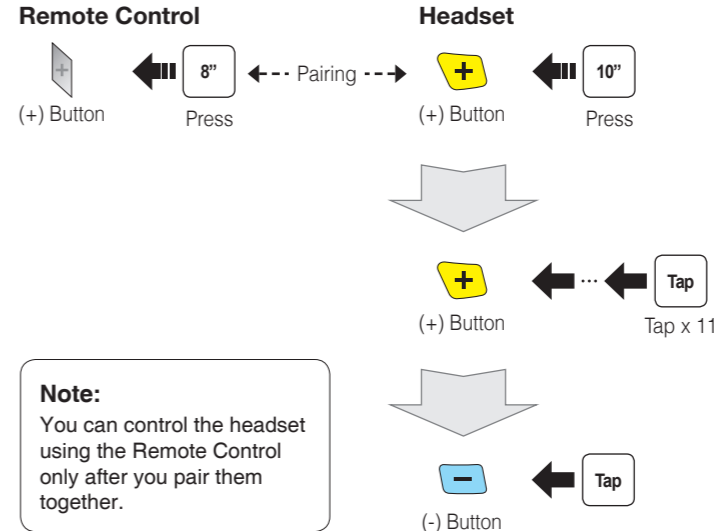 Remote Control
Headset
+
8”
Pairing
+
10”
(+) Button
Press
(+) Button
Press
+
...
Tap
(+) Button
Tap x 11
Note:
You can control the headset
using the Remote Control
only after you pair them
together.
−
Tap
(-) Button